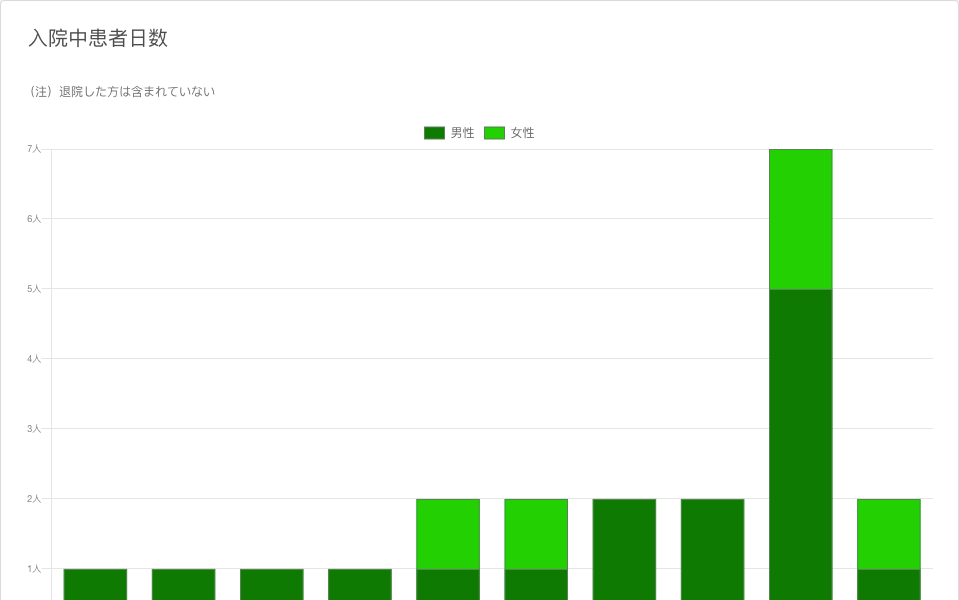 入院中患者日数
（注）退院した方は含まれていない
男性 女性
7人
6人
5人
4人
3人
2人
1人